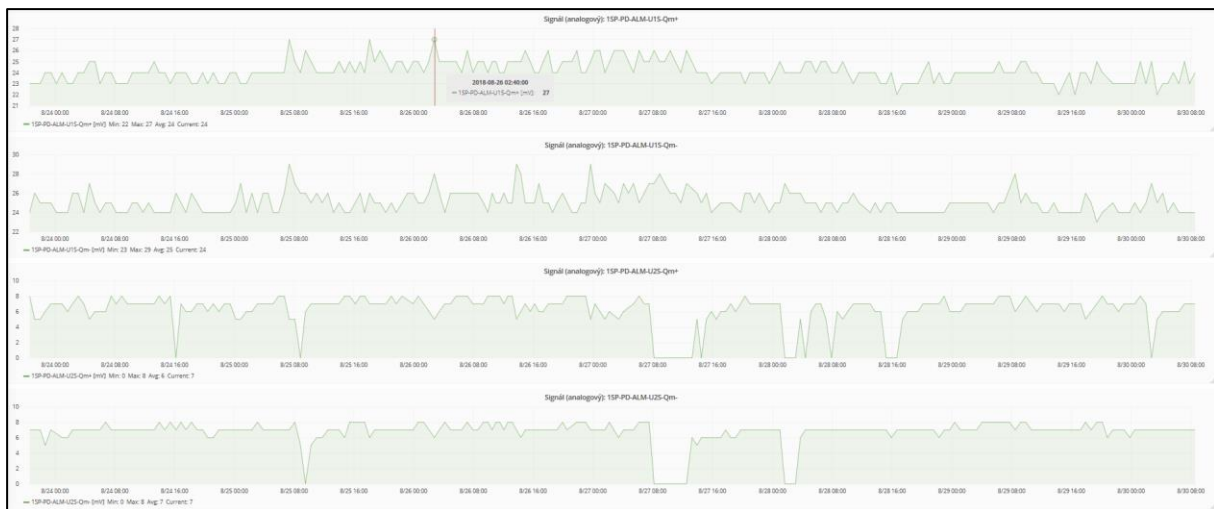 Signál (analogový): 1SP-PD-ALM-U1S-Qm+
28
27
26
25
24
23
22
21
2018-08-26 02:40:00
1SP-PD-ALM-U1S-Qm+ [mV]: 27
8/24 00:00 8/24 08:00 8/24 16:00 8/25 00:00 8/25 08:00 8/25 16:00 8/26 00:00 8/26 08:00 8/26 16:00 8/27 00:00 8/27 08:00 8/27 16:00 8/28 00:00 8/28 08:00 8/28 16:00 8/29 00:00 8/29 08:00 8/29 16:00 8/30 00:00 8/30 08:00
1SP-PD-ALM-U1S-Qm+ [mV] Min: 22 Max: 27 Avg: 24 Current: 24
Signál (analogový): 1SP-PD-ALM-U1S-Qm-
30
28
26
24
22
8/24 00:00 8/24 08:00 8/24 16:00 8/25 00:00 8/25 08:00 8/25 16:00 8/26 00:00 8/26 08:00 8/26 16:00 8/27 00:00 8/27 08:00 8/27 16:00 8/28 00:00 8/28 08:00 8/28 16:00 8/29 00:00 8/29 08:00 8/29 16:00 8/30 00:00 8/30 08:00
1SP-PD-ALM-U1S-Qm- [mV] Min: 23 Max: 29 Avg: 25 Current: 24
Signál (analogový): 1SP-PD-ALM-U2S-Qm+
10
8
6
4
2
0
8/24 00:00 8/24 08:00 8/24 16:00 8/25 00:00 8/25 08:00 8/25 16:00 8/26 00:00 8/26 08:00 8/26 16:00 8/27 00:00 8/27 08:00 8/27 16:00 8/28 00:00 8/28 08:00 8/28 16:00 8/29 00:00 8/29 08:00 8/29 16:00 8/30 00:00 8/30 08:00
1SP-PD-ALM-U2S-Qm+ [mV] Min: 0 Max: 8 Avg: 6 Current: 7
Signál (analogový): 1SP-PD-ALM-U2S-Qm-
10
8
6
4
2
0
8/24 00:00 8/24 08:00 8/24 16:00 8/25 00:00 8/25 08:00 8/25 16:00 8/26 00:00 8/26 08:00 8/26 16:00 8/27 00:00 8/27 08:00 8/27 16:00 8/28 00:00 8/28 08:00 8/28 16:00 8/29 00:00 8/29 08:00 8/29 16:00 8/30 00:00 8/30 08:00
1SP-PD-ALM-U2S-Qm- [mV] Min: 0 Max: 8 Avg: 7 Current: 7